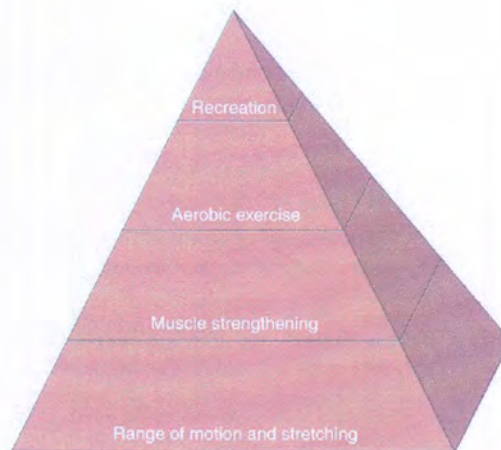 Recreation
Aerobic exercise
Muscle strengthening
Range of motion and stretching